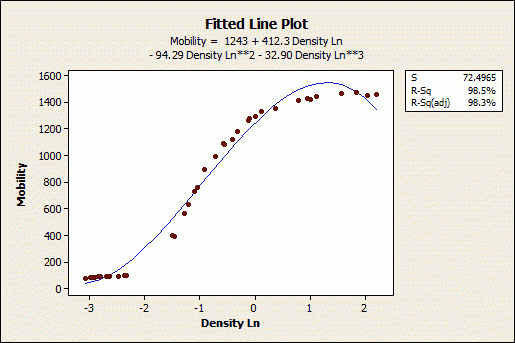 Fitted Line Plot
Mobility = 1243 + 412.3 Density Ln
- 94.29 Density Ln**2 - 32.90 Density Ln**3
S 72.4965
R-Sq 98.5%
R-Sq(adj) 98.3%
1600
1400
1200
1000
800
600
400
200
0
Mobility
-3 -2 -1 0 1 2
Density Ln